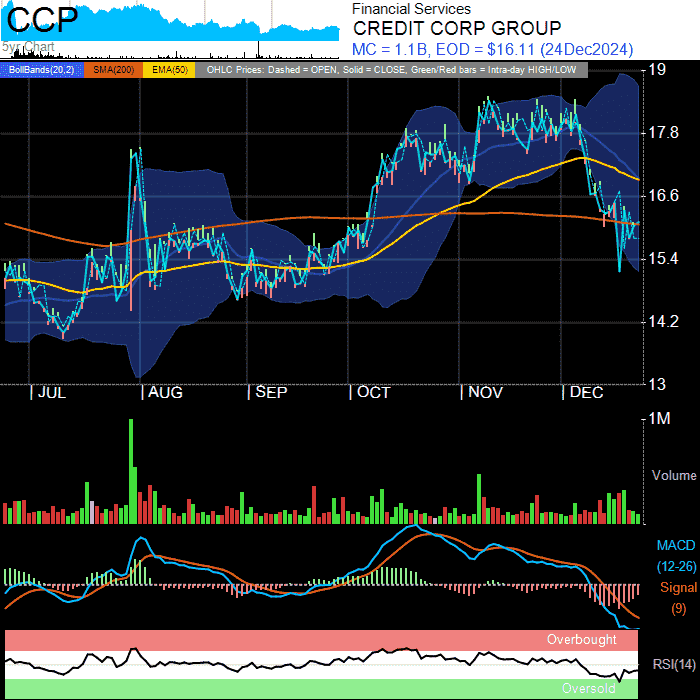 CCP
5yr Chart
Financial Services
CREDIT CORP GROUP
MC = 1.1B, EOD = $16.11 (24Dec2024)
BollBands(20,2) SMA(200) EMA(50) OHLC Prices: Dashed = OPEN, Solid = CLOSE, Green/Red bars = Intra-day HIGH/LOW
19
17.8
16.6
15.4
14.2
13
JUL AUG SEP OCT NOV DEC
1M
Volume
MACD
(12-26)
Signal
(9)
Overbought
RSI(14)
Oversold